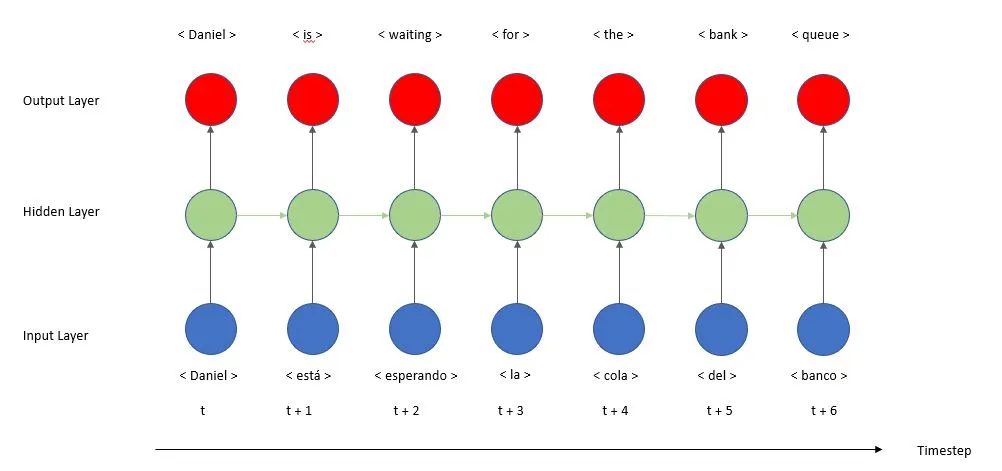 < Daniel > < is > < waiting > < for > < the > < bank > < queue >
Output Layer
Hidden Layer
Input Layer
< Daniel > < está > < esperando > < la > < cola > < del > < banco >
t t + 1 t + 2 t + 3 t + 4 t + 5 t + 6
Timestep